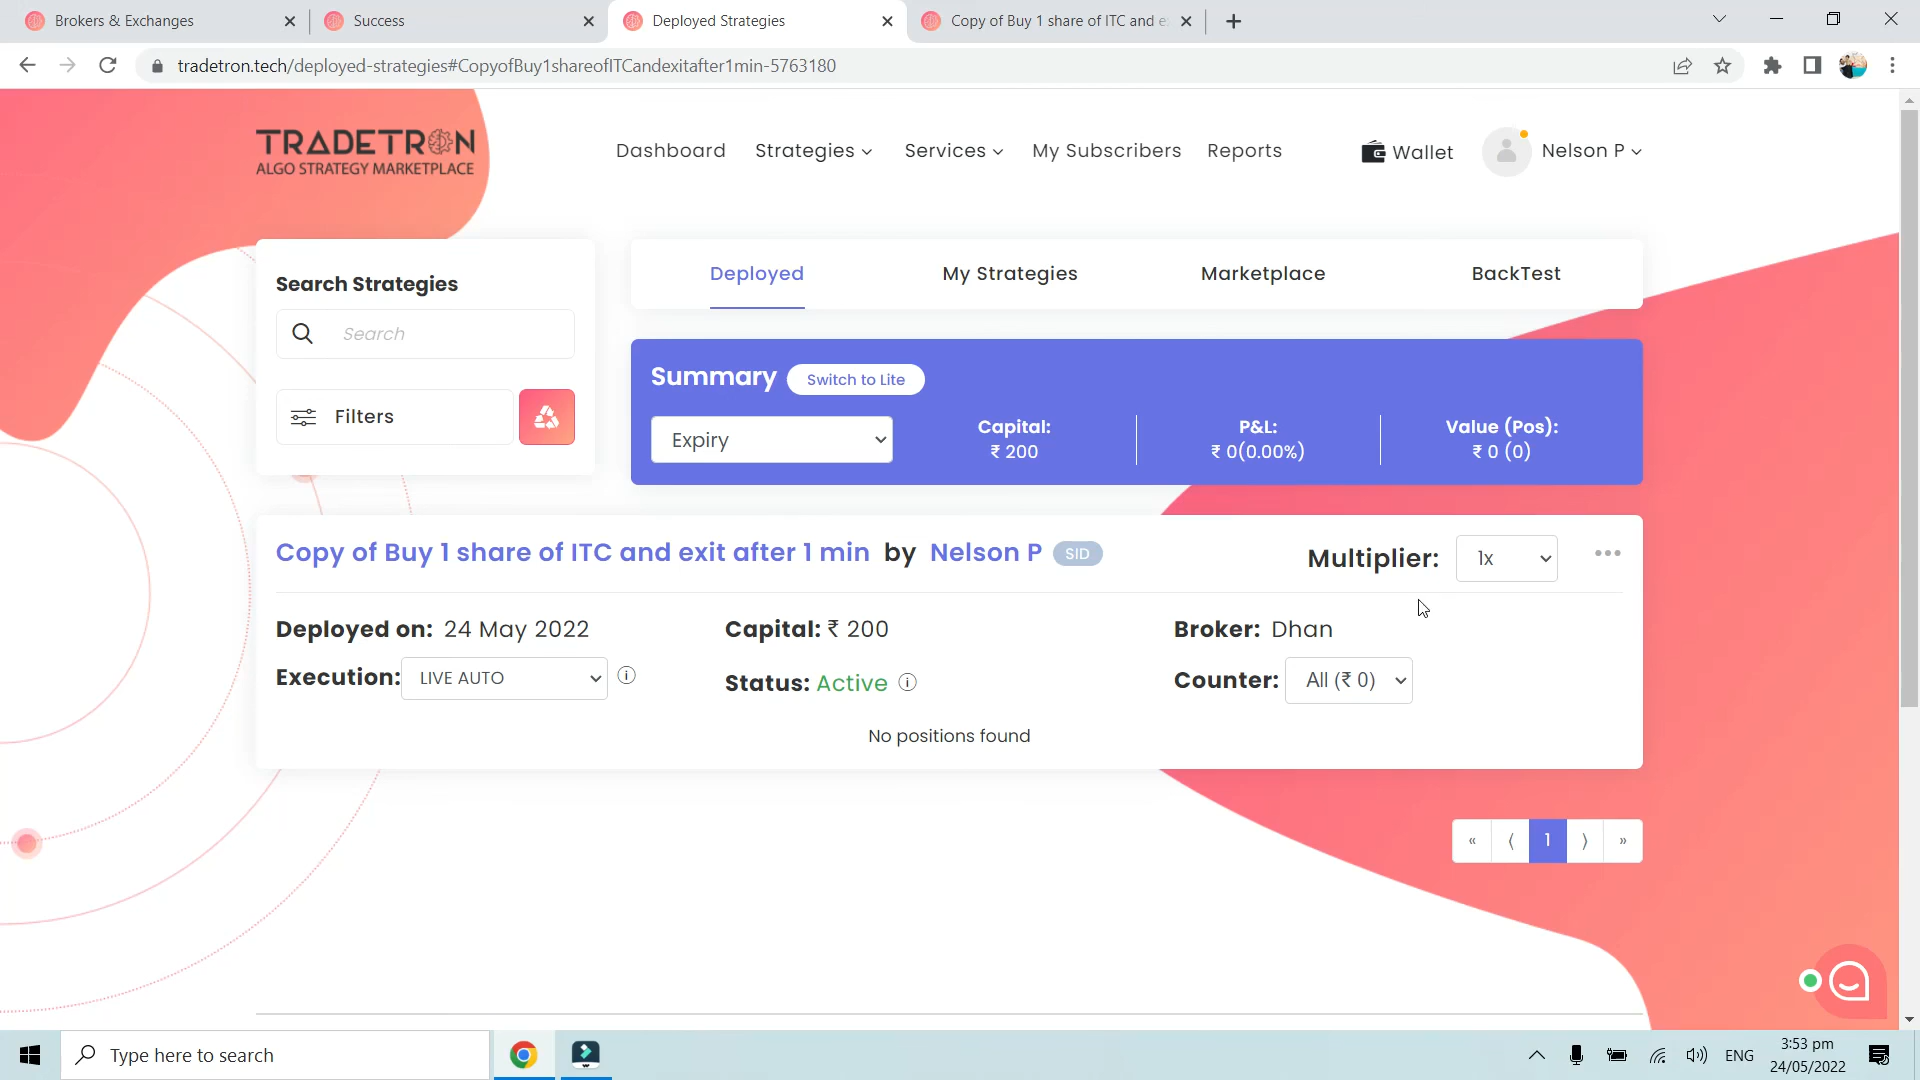 Brokers & Exchanges
Success
Deployed Strategies
Copy of Buy 1 share of ITC and e
tradetron.tech/deployed-strategies#CopyofBuy1shareofITCandexitafter1min-5763180
TRADETRON
ALGO STRATEGY MARKETPLACE
Dashboard
Strategies
Services
My Subscribers
Reports
Wallet
Nelson P
Search Strategies
Search
Filters
Deployed
My Strategies
Marketplace
BackTest
Summary
Switch to Lite
Expiry
Capital:
₹ 200
P&L:
₹ 0(0.00%)
Value (Pos):
₹ 0 (0)
Copy of Buy 1 share of ITC and exit after 1 min by Nelson P SID
Multiplier: 1x
Deployed on: 24 May 2022
Capital: ₹ 200
Broker: Dhan
Execution: LIVE AUTO
Status: Active
Counter: All (₹ 0)
No positions found
« ⟨ 1 ⟩ »
Type here to search
ENG
3:53 pm
24/05/2022